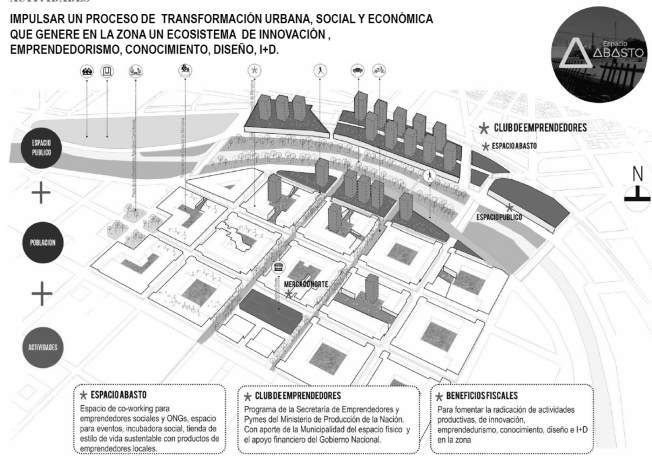 ACTIVIDADES
IMPULSAR UN PROCESO DE TRANSFORMACIÓN URBANA, SOCIAL Y ECONÓMICA
QUE GENERE EN LA ZONA UN ECOSISTEMA DE INNOVACIÓN ,
EMPRENDEDORISMO, CONOCIMIENTO, DISEÑO, I+D.
Espacio
ABASTO
CLUB DE EMPRENDEDORES
ESPACIO ABASTO
ESPACIO
PUBLICO
N
ESPACIO PUBLICO
POBLACION
MERCADO NORTE
ACTIVIDADES
ESPACIO ABASTO
Espacio de co-working para
emprendedores sociales y ONGs, espacio
para eventos, incubadora social, tienda de
estilo de vida sustentable con productos de
emprendedores locales.
CLUB DE EMPRENDEDORES
Programa de la Secretaria de Emprendedores y
Pymes del Ministerio de Producción de la Nación.
Con aporte de la Municipalidad del espacio físico y
el apoyo financiero del Gobierno Nacional.
BENEFICIOS FISCALES
Para fomentar la radicación de actividades
productivas, de innovación,
emprendedurismo, conocimiento, diseño e I+D
en la zona